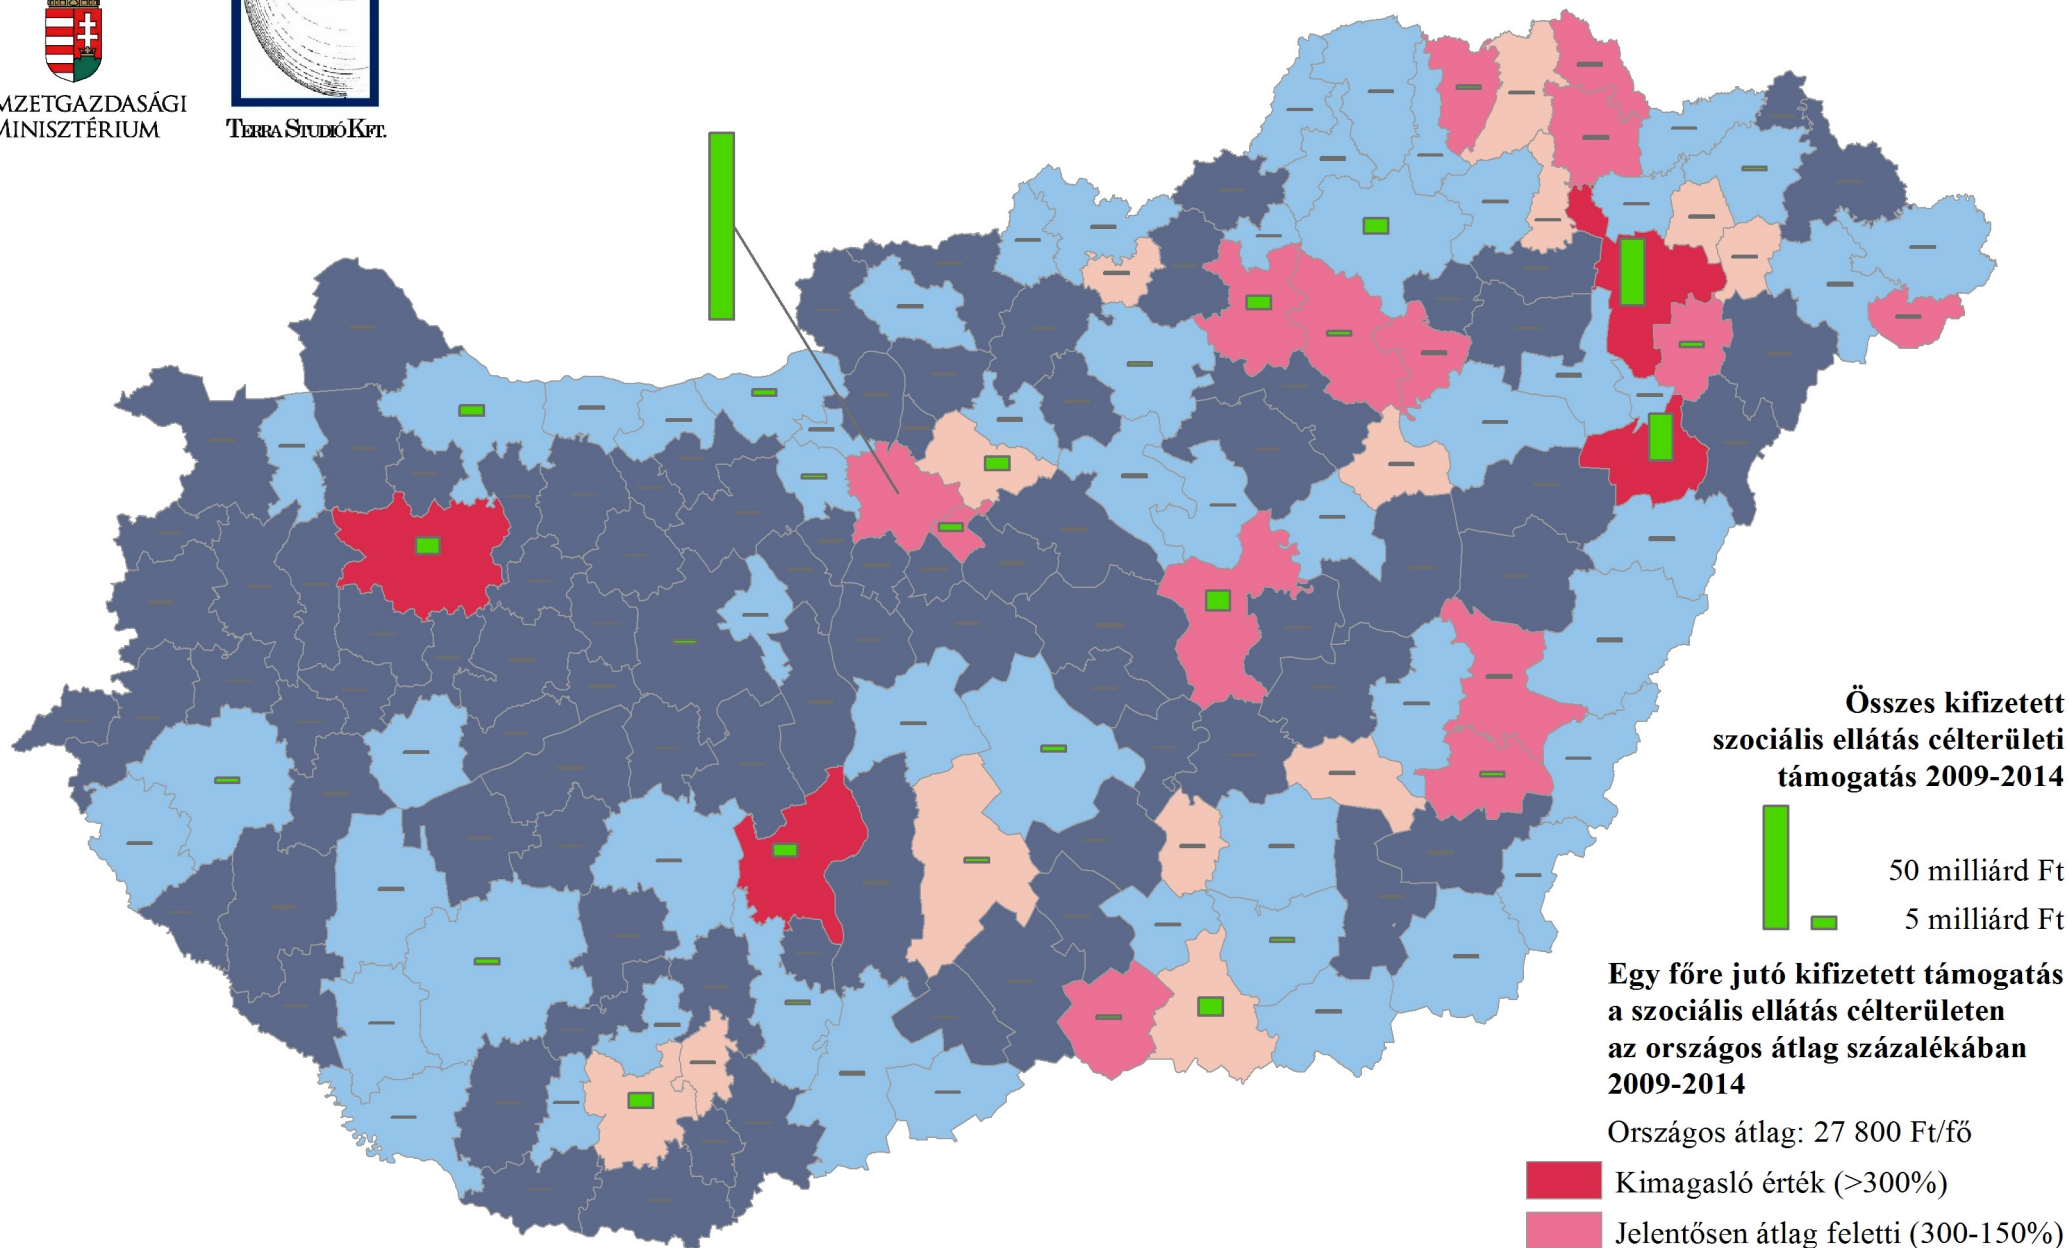 MZETGAZDASÁGI
MINISZTÉRIUM
TERRA STUDIÓ KFT.
Összes kifizetett
szociális ellátás célterületi
támogatás 2009-2014
50 milliárd Ft
5 milliárd Ft
Egy főre jutó kifizetett támogatás
a szociális ellátás célterületen
az országos átlag százalékában
2009-2014
Országos átlag: 27 800 Ft/fő
Kimagasló érték (>300%)
Jelentősen átlag feletti (300-150%)